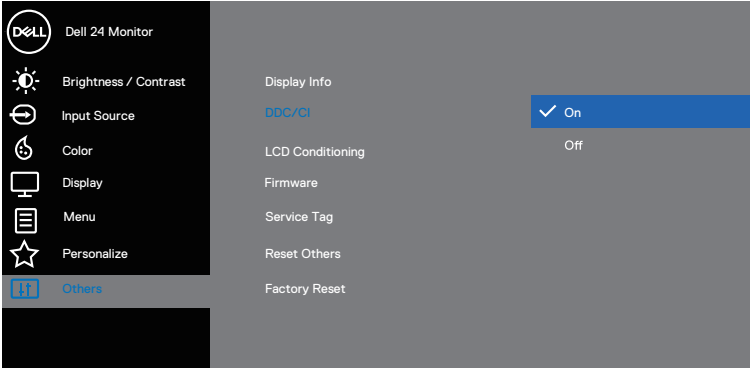 DELL
Dell 24 Monitor
Brightness / Contrast
Input Source
Color
Display
Menu
Personalize
Others
Display Info
DDC/CI
LCD Conditioning
Firmware
Service Tag
Reset Others
Factory Reset
On
Off